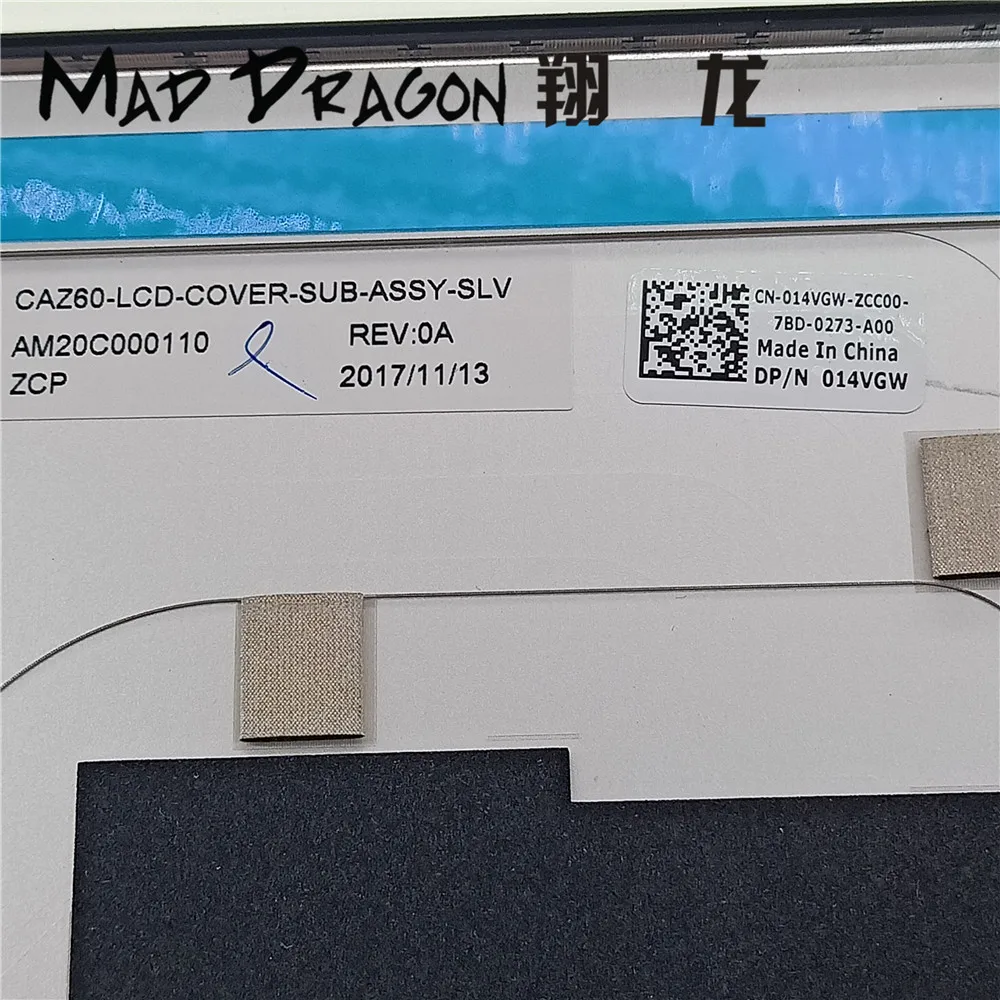 MAD DRAGON 翔 龙
CAZ60-LCD-COVER-SUB-ASSY-SLV
AM20C000110 REV:0A
ZCP 2017/11/13
CN-014VGW-ZCC00-
7BD-0273-A00
Made In China
DP/N 014VGW